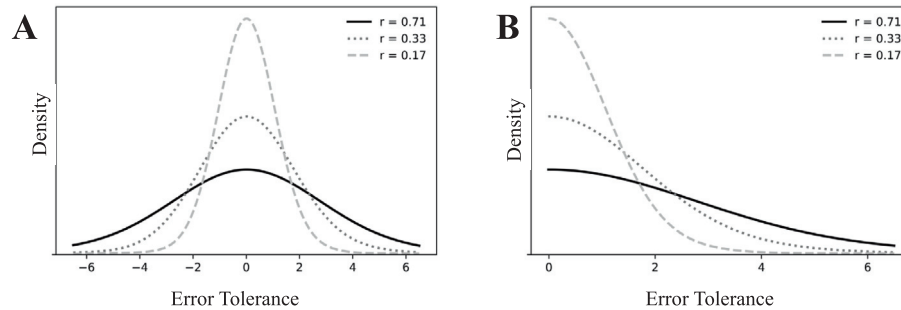 A
Density
r = 0.71
r = 0.33
r = 0.17
−6 −4 −2 0 2 4 6
Error Tolerance
B
Density
r = 0.71
r = 0.33
r = 0.17
0 2 4 6
Error Tolerance